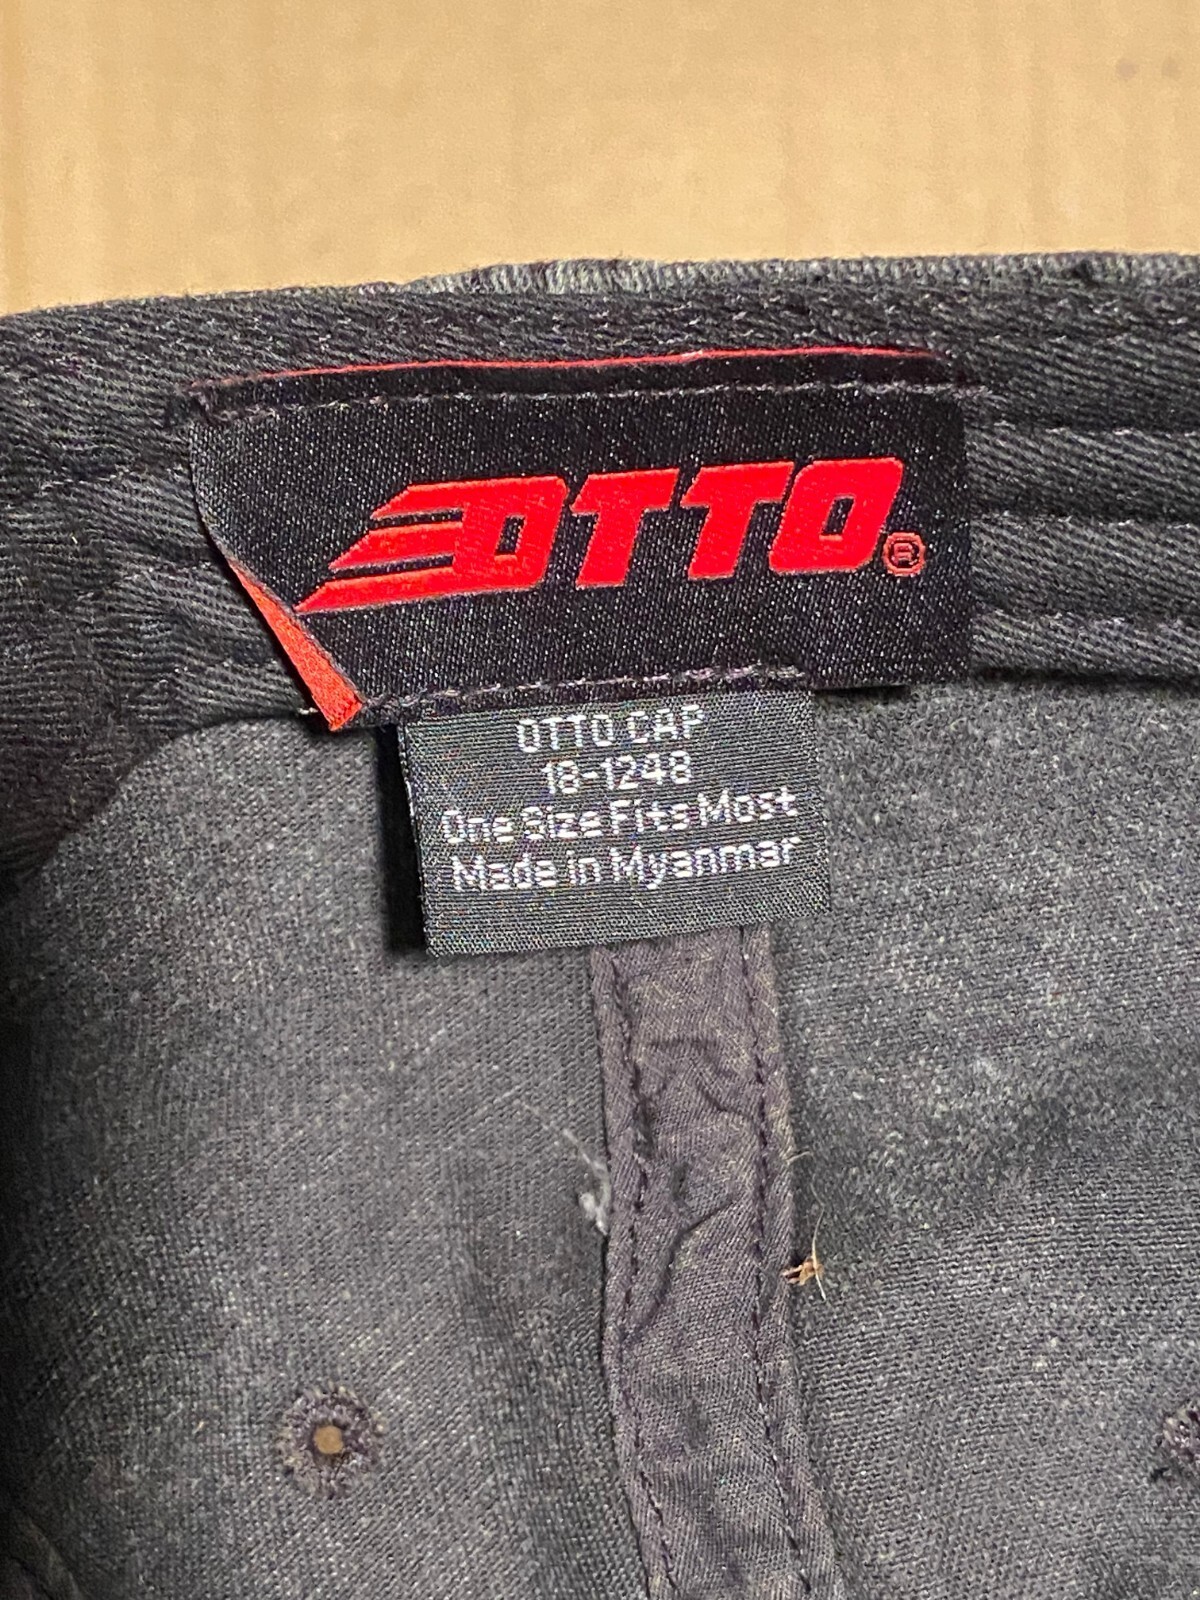 OTTO®
OTTO CAP
18-1248
One Size Fits Most
Made in Myanmar